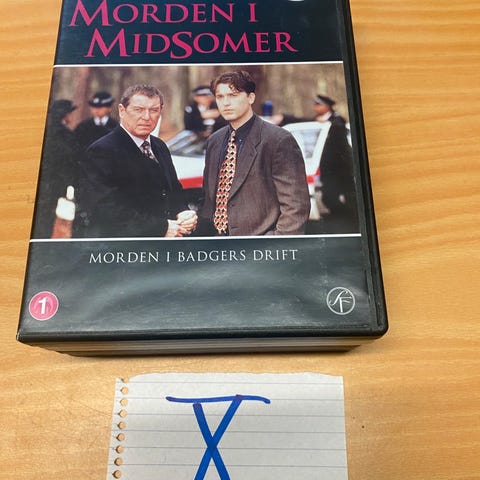 MORDEN I
MIDSOMER
MORDEN I BADGERS DRIFT
1
SF
X